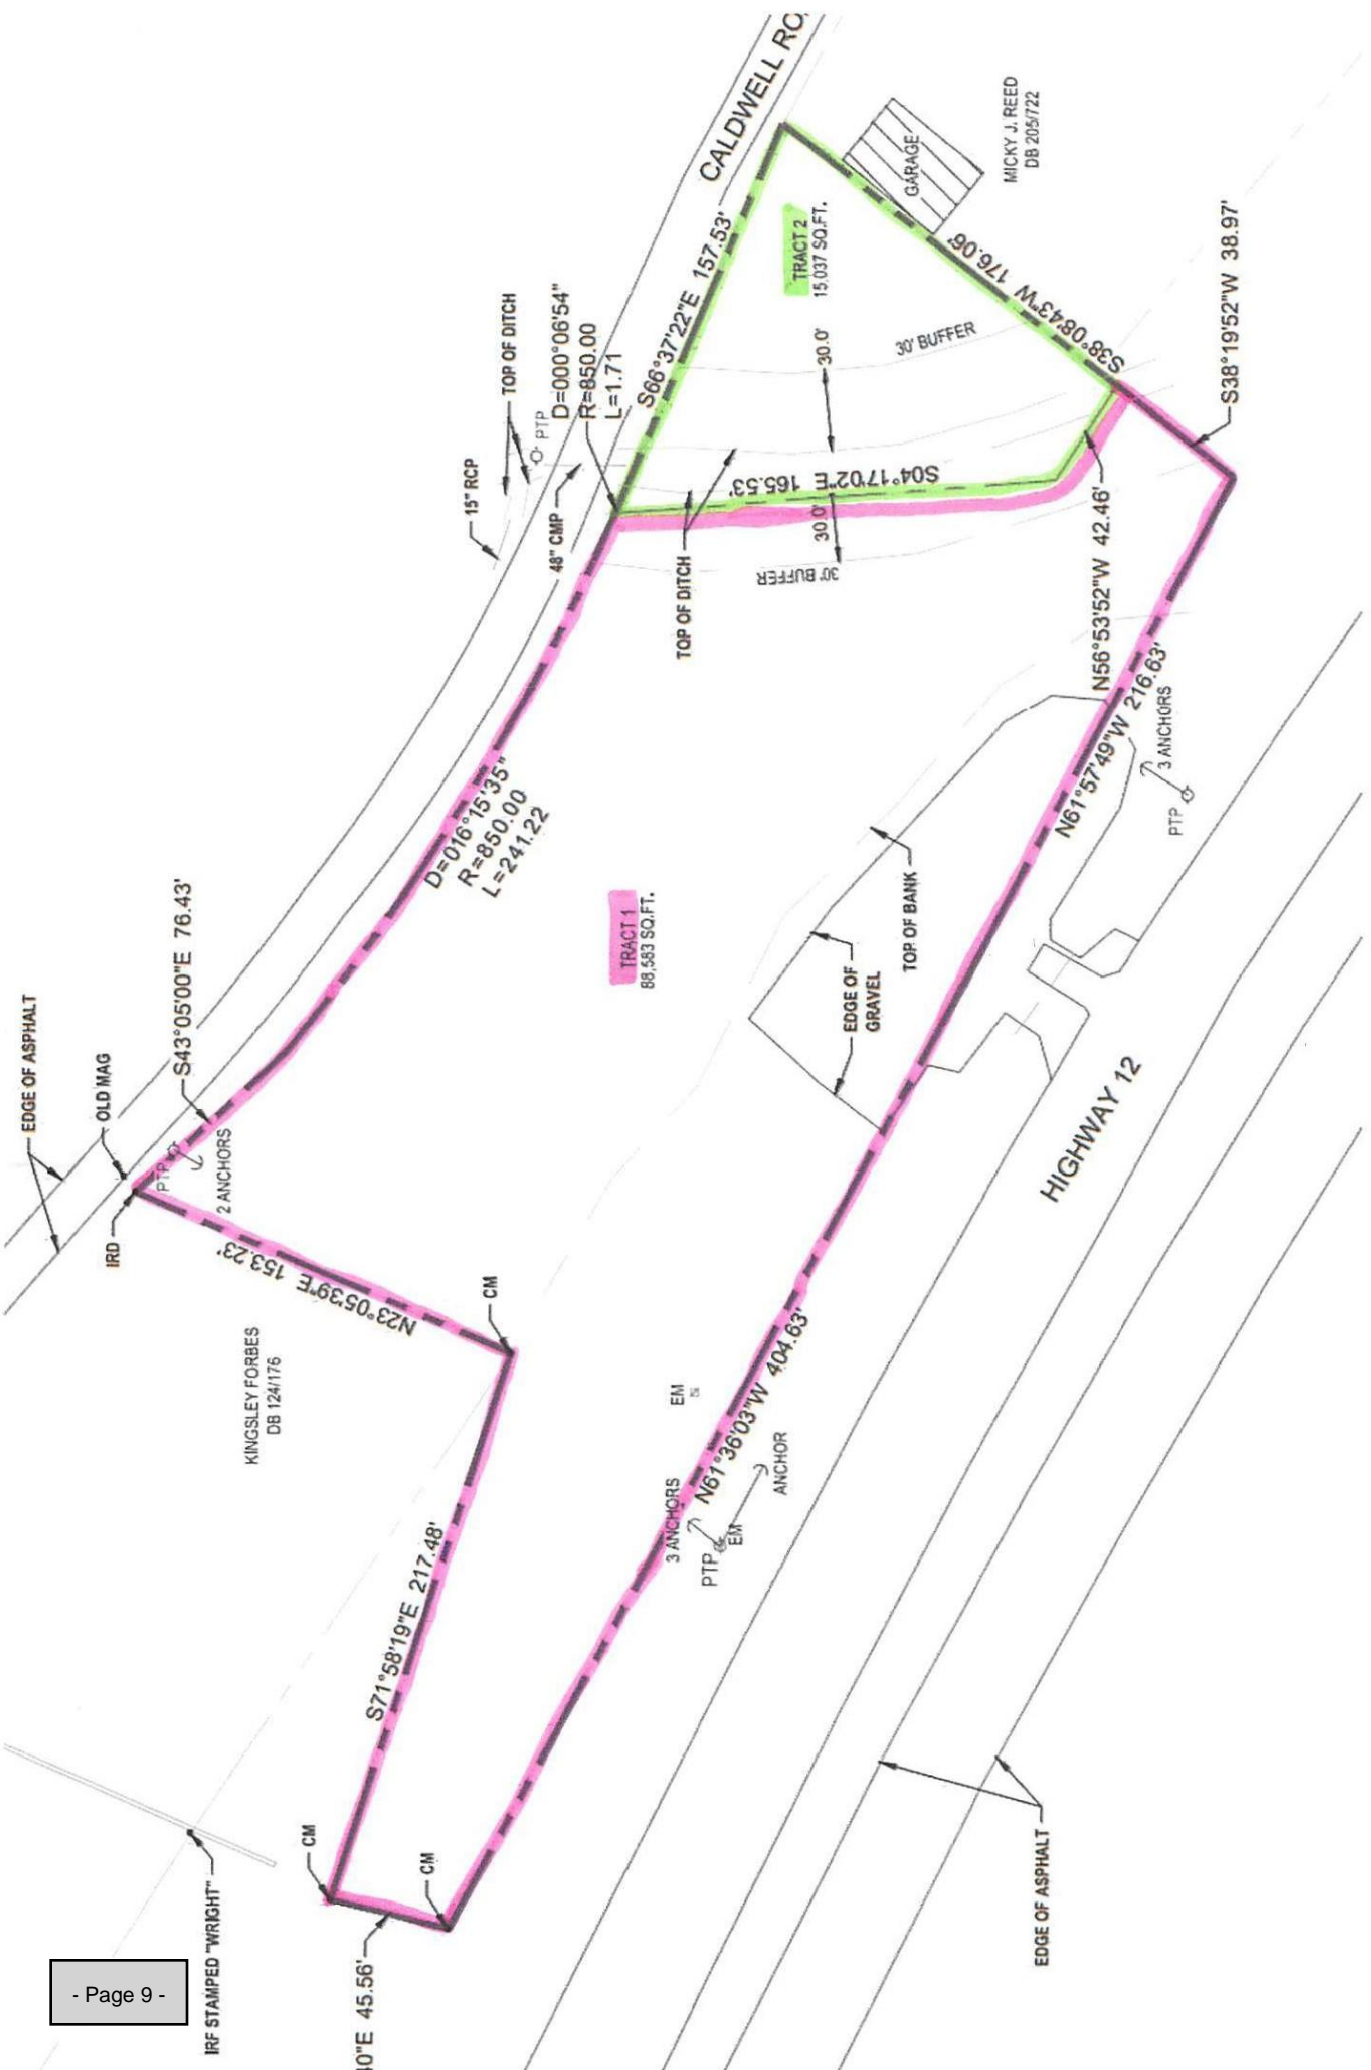 CALDWELL RO
GARAGE
MICKY J. REED
DB 205/722
TRACT 2
15,037 SQ.FT.
S66°37'22"E 157.53'
S38°08'43"W 176.06'
S38°19'52"W 38.97'
30' BUFFER
30.0'
TOP OF DITCH
PTP
D=000°06'54"
R=850.00
L=1.71
15" RCP
48" CMP
S04°17'02"E 165.53'
30.0'
30' BUFFER
TOP OF DITCH
N56°53'52"W 42.46'
N61°57'49"W 216.63'
3 ANCHORS
PTP
D=016°15'35"
R=850.00
L=241.22
TRACT 1
88,583 SQ.FT.
TOP OF BANK
EDGE OF
GRAVEL
HIGHWAY 12
S43°05'00"E 76.43'
EDGE OF ASPHALT
OLD MAG
PTP
2 ANCHORS
IRD
N23°05'39"E 153.23'
CM
KINGSLEY FORBES
DB 124/176
EM
N61°36'03"W 404.63'
ANCHOR
3 ANCHORS
PTP
EM
S71°58'19"E 217.48'
CM
CM
IRF STAMPED "WRIGHT"
0"E 45.56'
EDGE OF ASPHALT
- Page 9 -